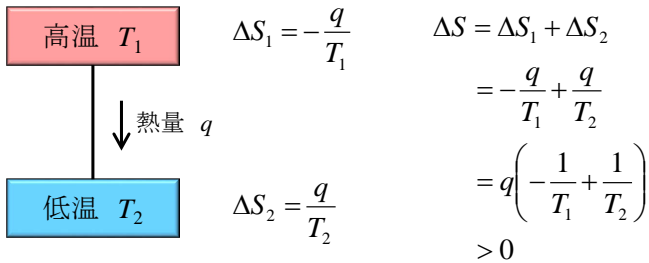 高温 T₁
ΔS₁ = −q/T₁
熱量 q
低温 T₂
ΔS₂ = q/T₂
ΔS = ΔS₁ + ΔS₂
= −q/T₁ + q/T₂
= q(−1/T₁ + 1/T₂)
> 0